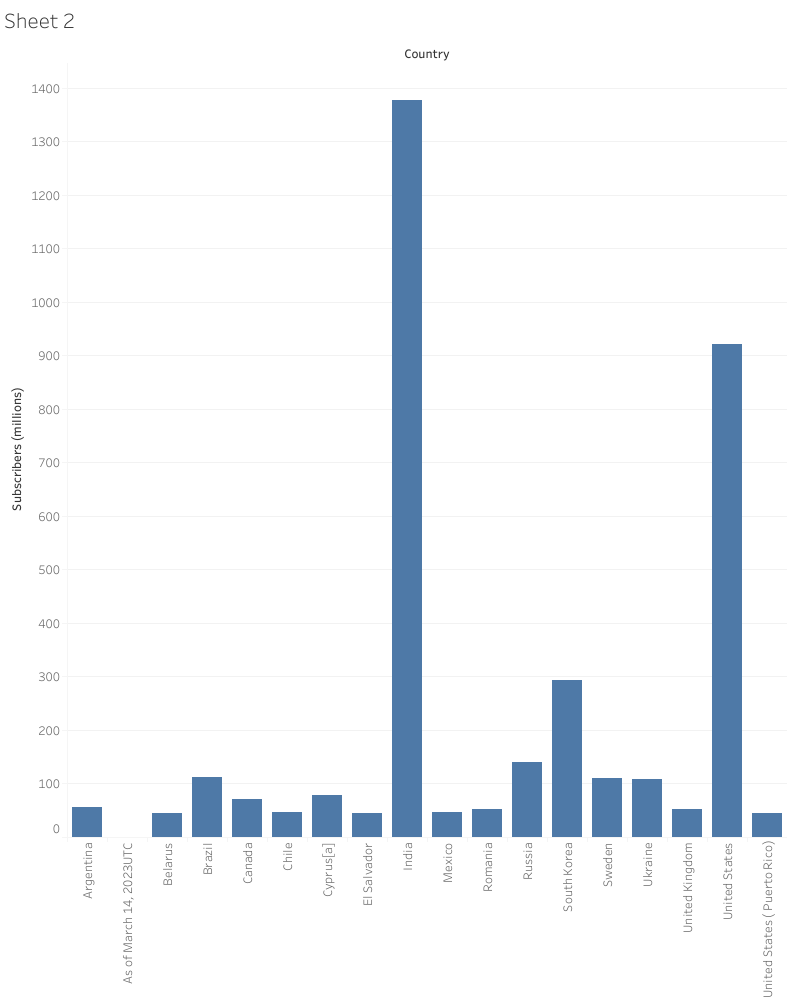 Sheet 2
Country
1400
1300
1200
1100
1000
900
800
700
600
500
400
300
200
100
0
Subscribers (millions)
Argentina
As of March 14, 2023UTC
Belarus
Brazil
Canada
Chile
Cyprus[a]
El Salvador
India
Mexico
Romania
Russia
South Korea
Sweden
Ukraine
United Kingdom
United States
United States ( Puerto Rico)